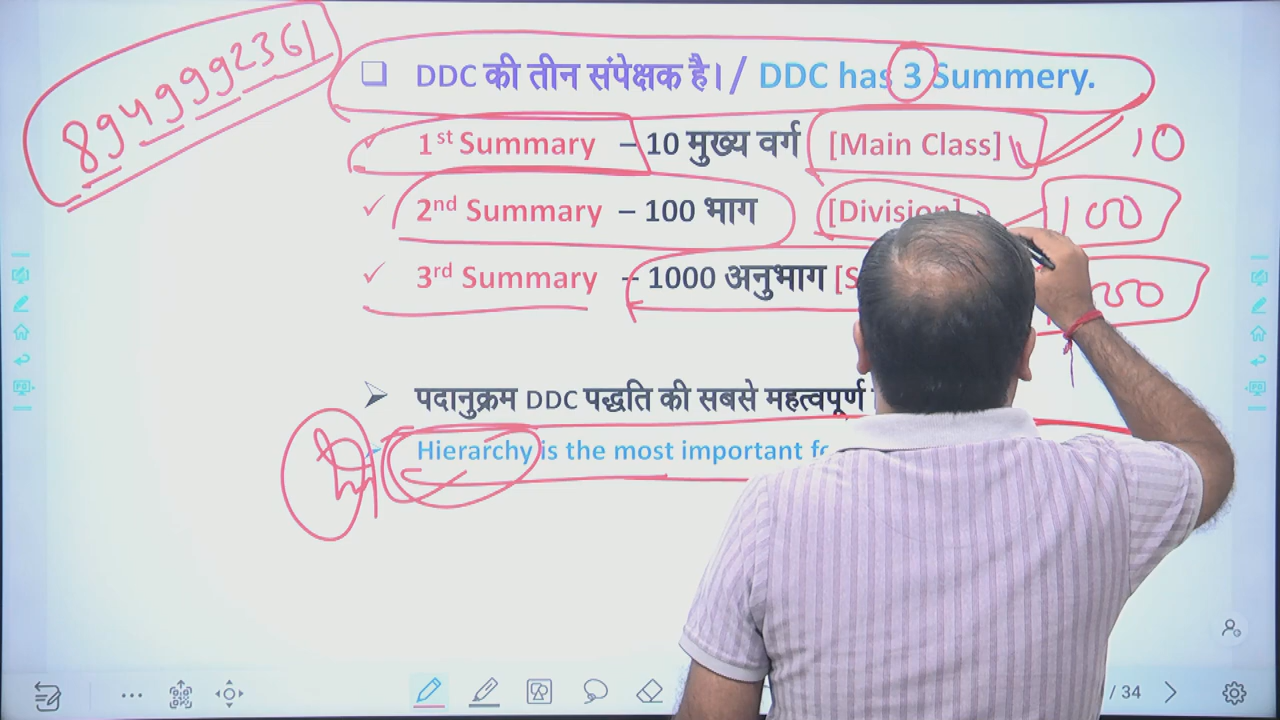 8949992361
DDC की तीन संपेक्षक है। / DDC has 3 Summery.
1st Summary – 10 मुख्य वर्ग [Main Class] 10
2nd Summary – 100 भाग [Division] 100
3rd Summary – 1000 अनुभाग [S
पदानुक्रम DDC पद्धति की सबसे महत्वपूर्ण
Hierarchy is the most important
/ 34